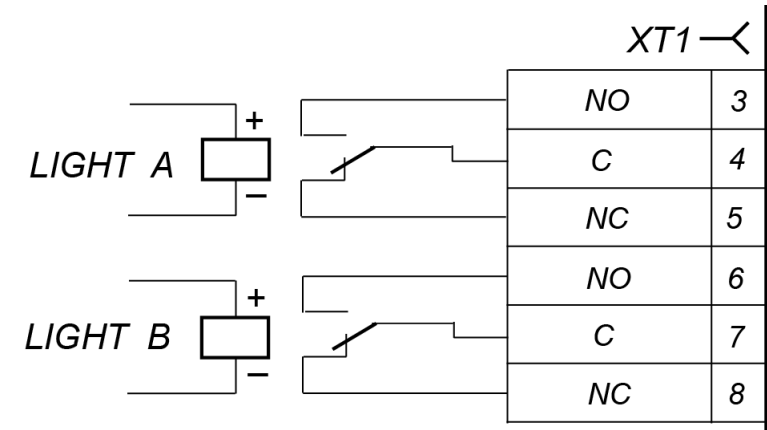 XT1
NO 3
+
LIGHT A
C 4
−
NC 5
NO 6
+
LIGHT B
C 7
−
NC 8